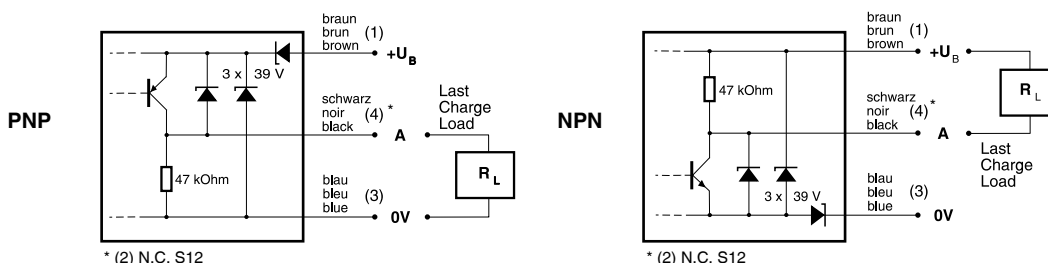 PNP
braun
brun
brown
(1)
+U_B
3 x 39 V
schwarz
noir
black
(4)*
A
Last
Charge
Load
R_L
47 kOhm
blau
bleu
blue
(3)
0V
* (2) N.C. S12
NPN
braun
brun
brown
(1)
+U_B
47 kOhm
R_L
schwarz
noir
black
(4)*
A
Last
Charge
Load
3 x 39 V
blau
bleu
blue
(3)
0V
* (2) N.C. S12